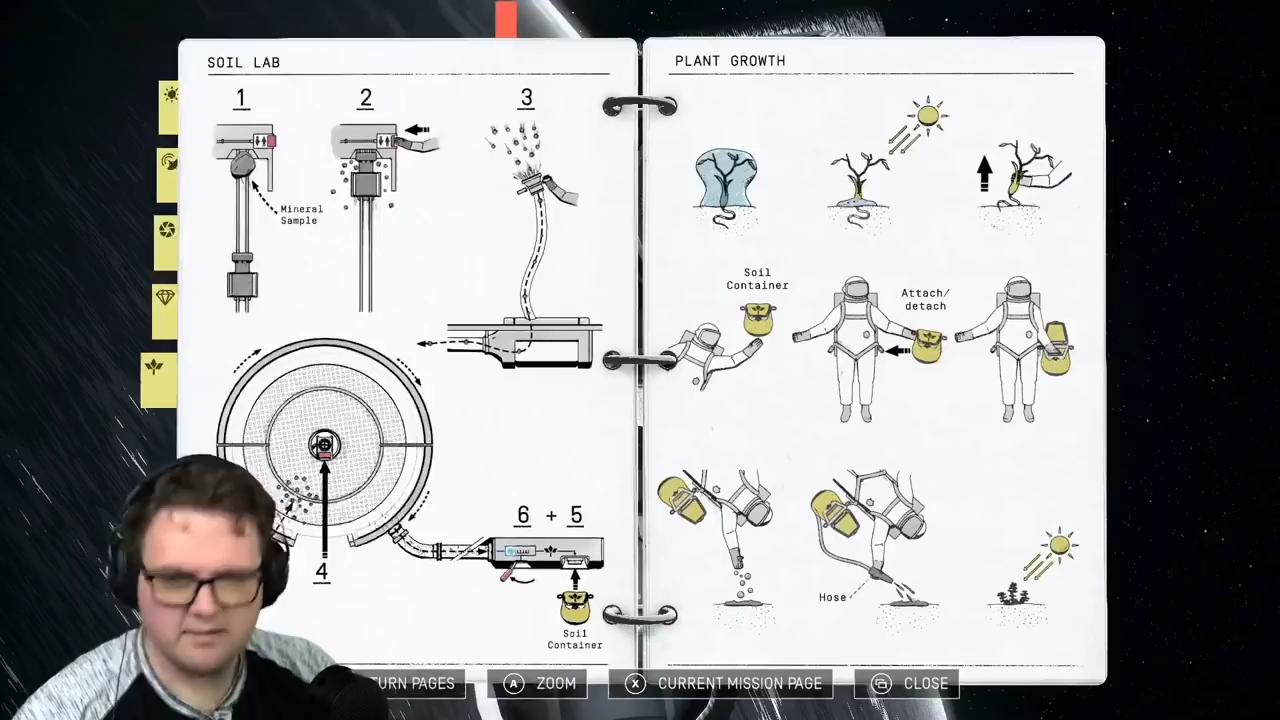 SOIL LAB
1
2
3
Mineral
Sample
4
6 + 5
Soil
Container
PLANT GROWTH
Soil
Container
Attach/
detach
Hose
TURN PAGES
A ZOOM
X CURRENT MISSION PAGE
CLOSE